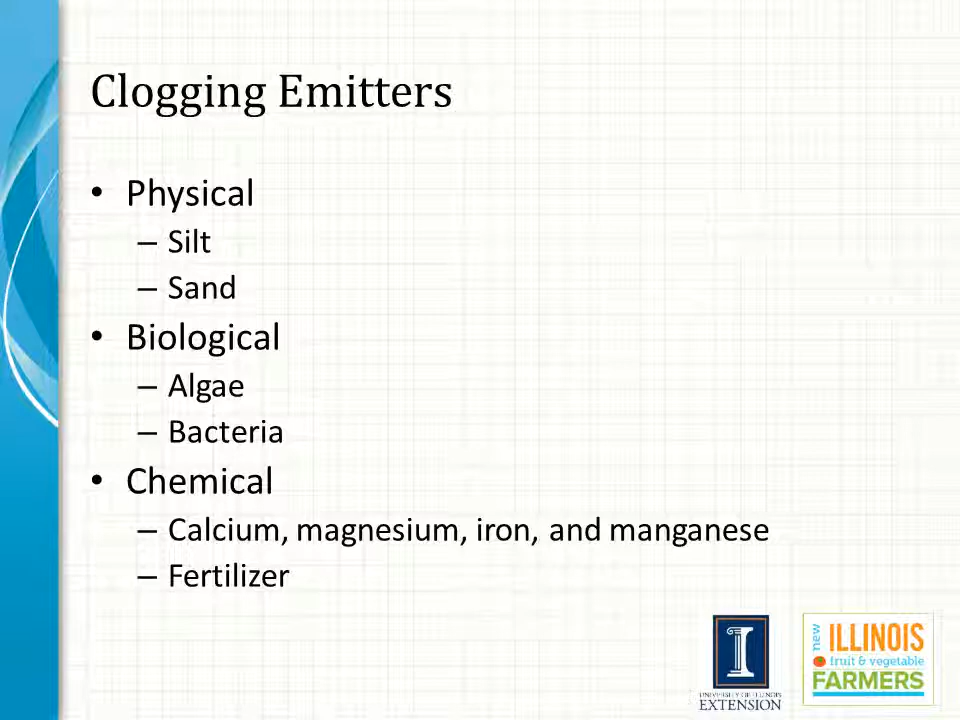 Clogging Emitters
• Physical
– Silt
– Sand
• Biological
– Algae
– Bacteria
• Chemical
– Calcium, magnesium, iron, and manganese
– Fertilizer
I
UNIVERSITY OF ILLINOIS
EXTENSION
new
ILLINOIS
fruit & vegetable
FARMERS